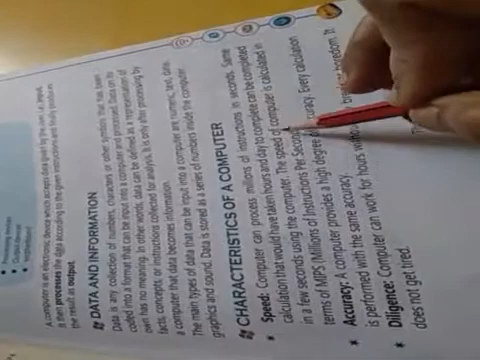 Processing device
Output device
Keyboard
A computer is an electronic device which accepts data given by the user, i.e. input.
It then processes the data according to the given instructions and finally produces
the result as output.
DATA AND INFORMATION
Data is any collection of numbers, characters or other symbols that has been
coded into a format that can be input into a computer and processed. Data on its
own has no meaning. In other words, data can be defined as a representation of
facts, concepts or instructions collected for analysis. It is only after processing by
a computer that data becomes information.
The main types of data that can be input into a computer are numeric, text, date,
graphics and sound. Data is stored as a series of numbers inside the computer.
CHARACTERISTICS OF A COMPUTER
Speed: Computer can process millions of instructions in seconds. Same
calculation that would have taken hours and day to complete can be completed
in a few seconds using the computer. The speed of computer is calculated in
terms of MIPS (Millions of Instructions Per Second).
Accuracy: A computer provides a high degree of accuracy. Every calculation
is performed with the same accuracy.
Diligence: Computer can work for hours without boredom. It
does not get tired.